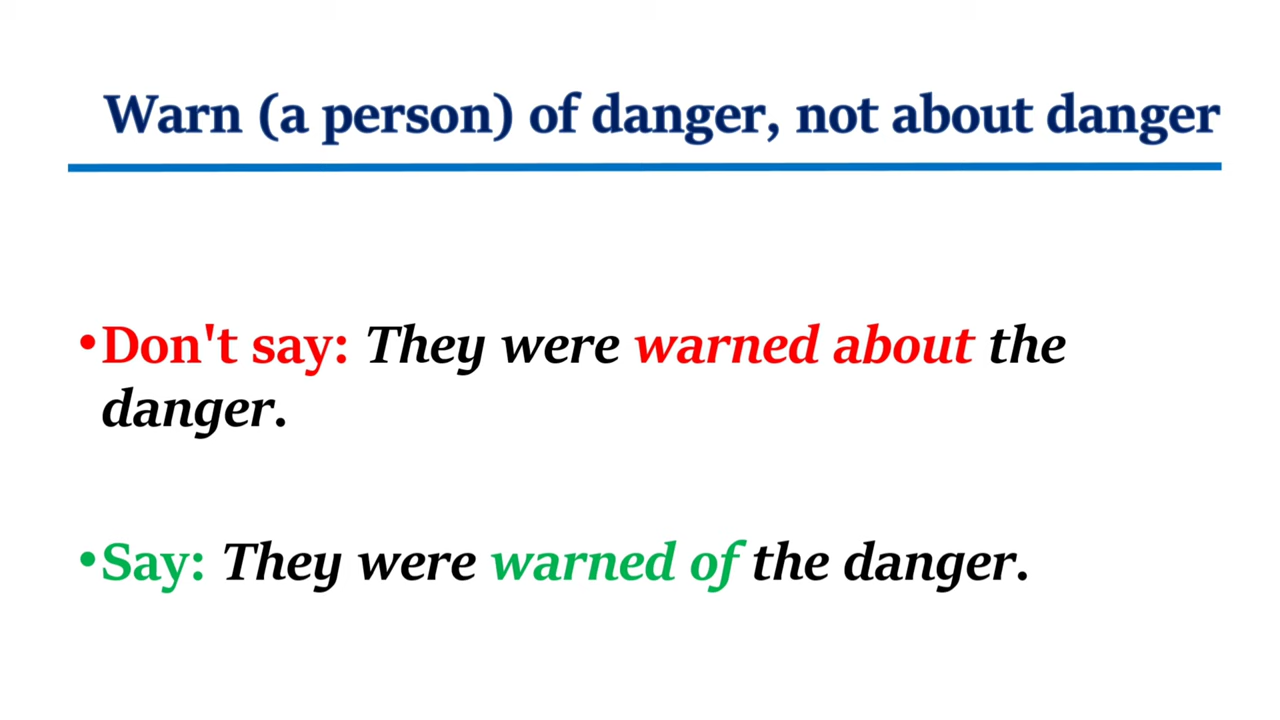 Warn (a person) of danger, not about danger
•Don't say: They were warned about the
danger.
•Say: They were warned of the danger.